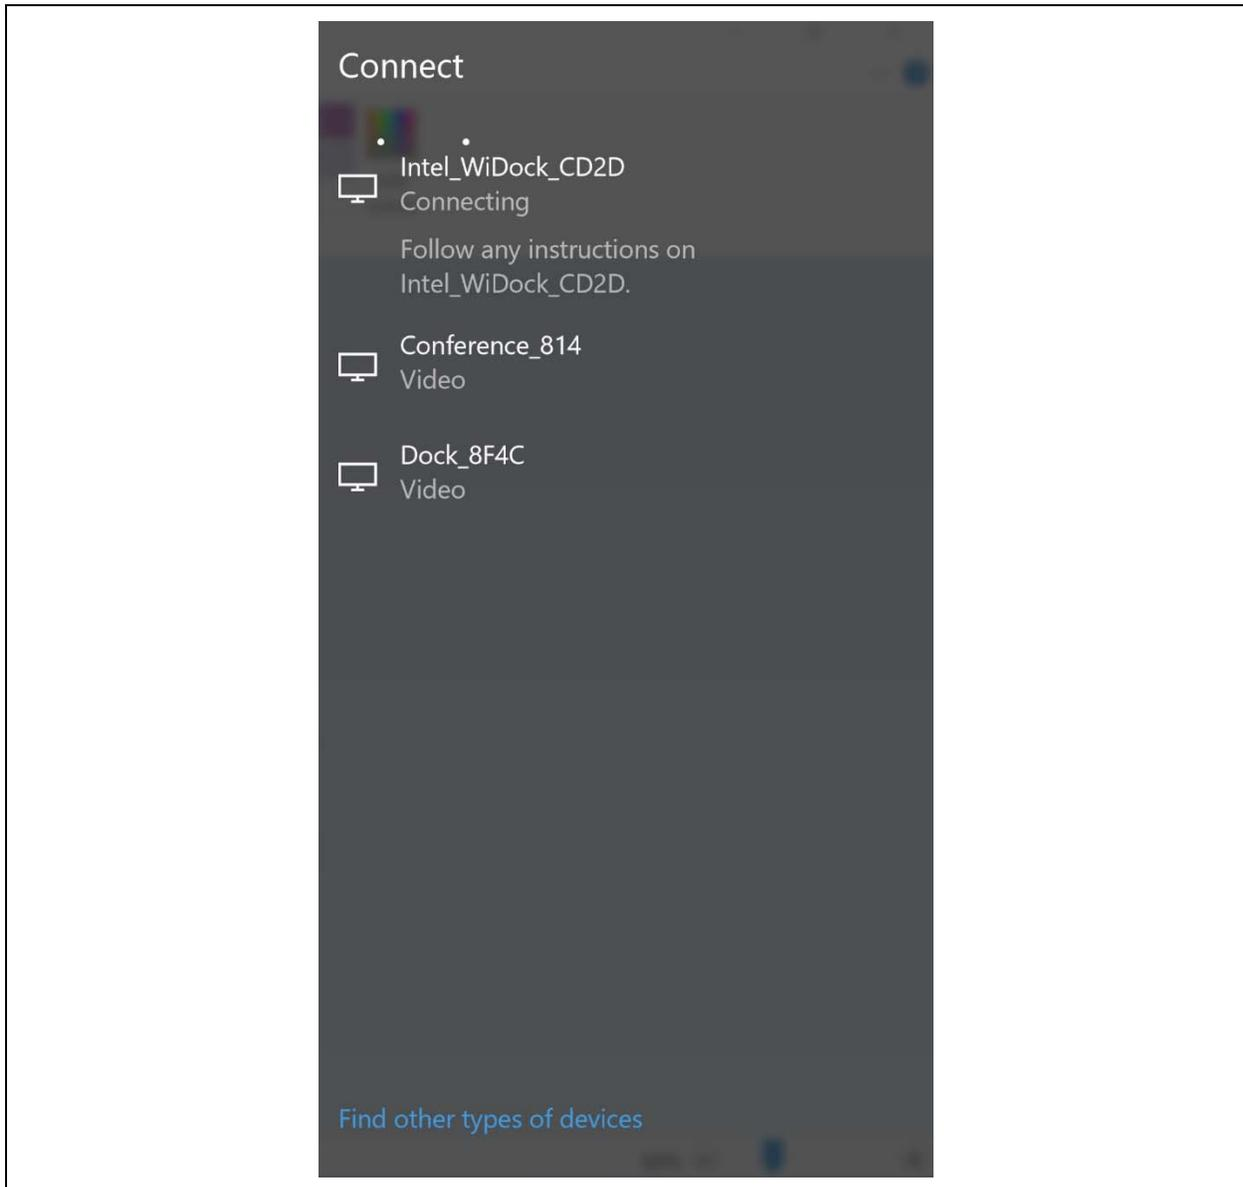 Connect
Intel_WiDock_CD2D
Connecting
Follow any instructions on
Intel_WiDock_CD2D.
Conference_814
Video
Dock_8F4C
Video
Find other types of devices